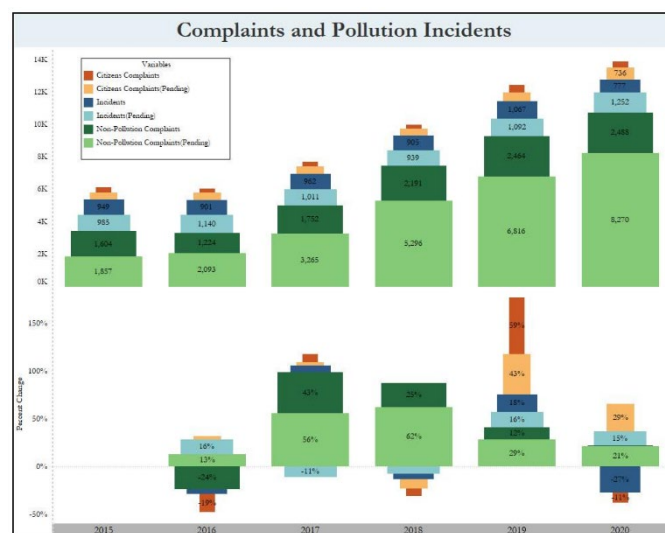 Complaints and Pollution Incidents
Variables
Citizens Complaints
Citizens Complaints(Pending)
Incidents
Incidents(Pending)
Non-Pollution Complaints
Non-Pollution Complaints(Pending)
14K
12K
10K
8K
6K
4K
2K
0K
949
985
1,604
1,857
901
1,140
1,224
2,093
962
1,011
1,752
3,265
905
939
2,191
5,296
1,067
1,092
2,464
6,816
736
777
1,252
2,488
8,270
Percent Change
150%
100%
50%
0%
-50%
16%
13%
-24%
-19%
43%
56%
-11%
25%
62%
59%
43%
18%
16%
12%
29%
29%
15%
21%
-27%
-11%
2015 2016 2017 2018 2019 2020